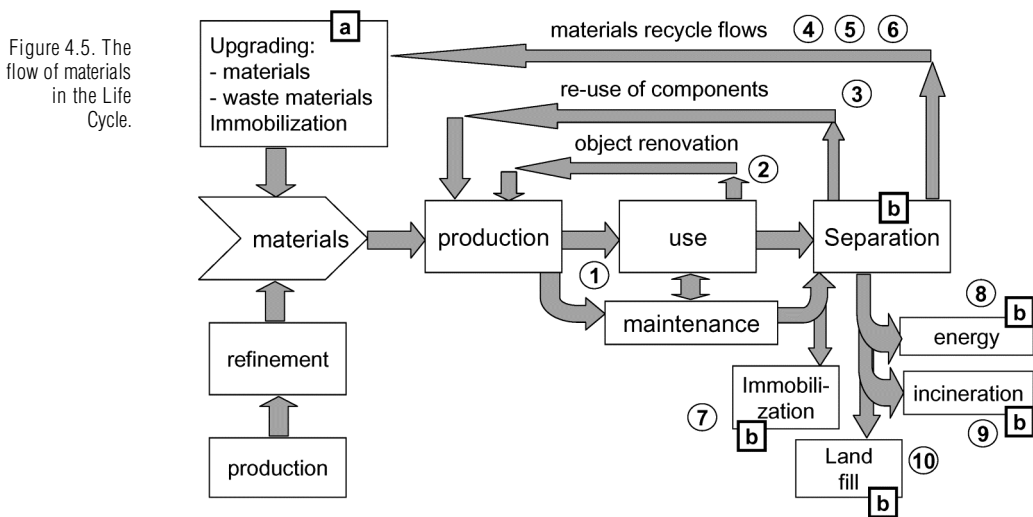 Figure 4.5. The
flow of materials
in the Life
Cycle.
a
Upgrading:
- materials
- waste materials
Immobilization
materials recycle flows 4 5 6
re-use of components 3
object renovation
2
b
materials
production
use
Separation
1
maintenance
8
b
energy
refinement
7
Immobili-
zation
b
incineration
b
9
production
Land
fill
b
10